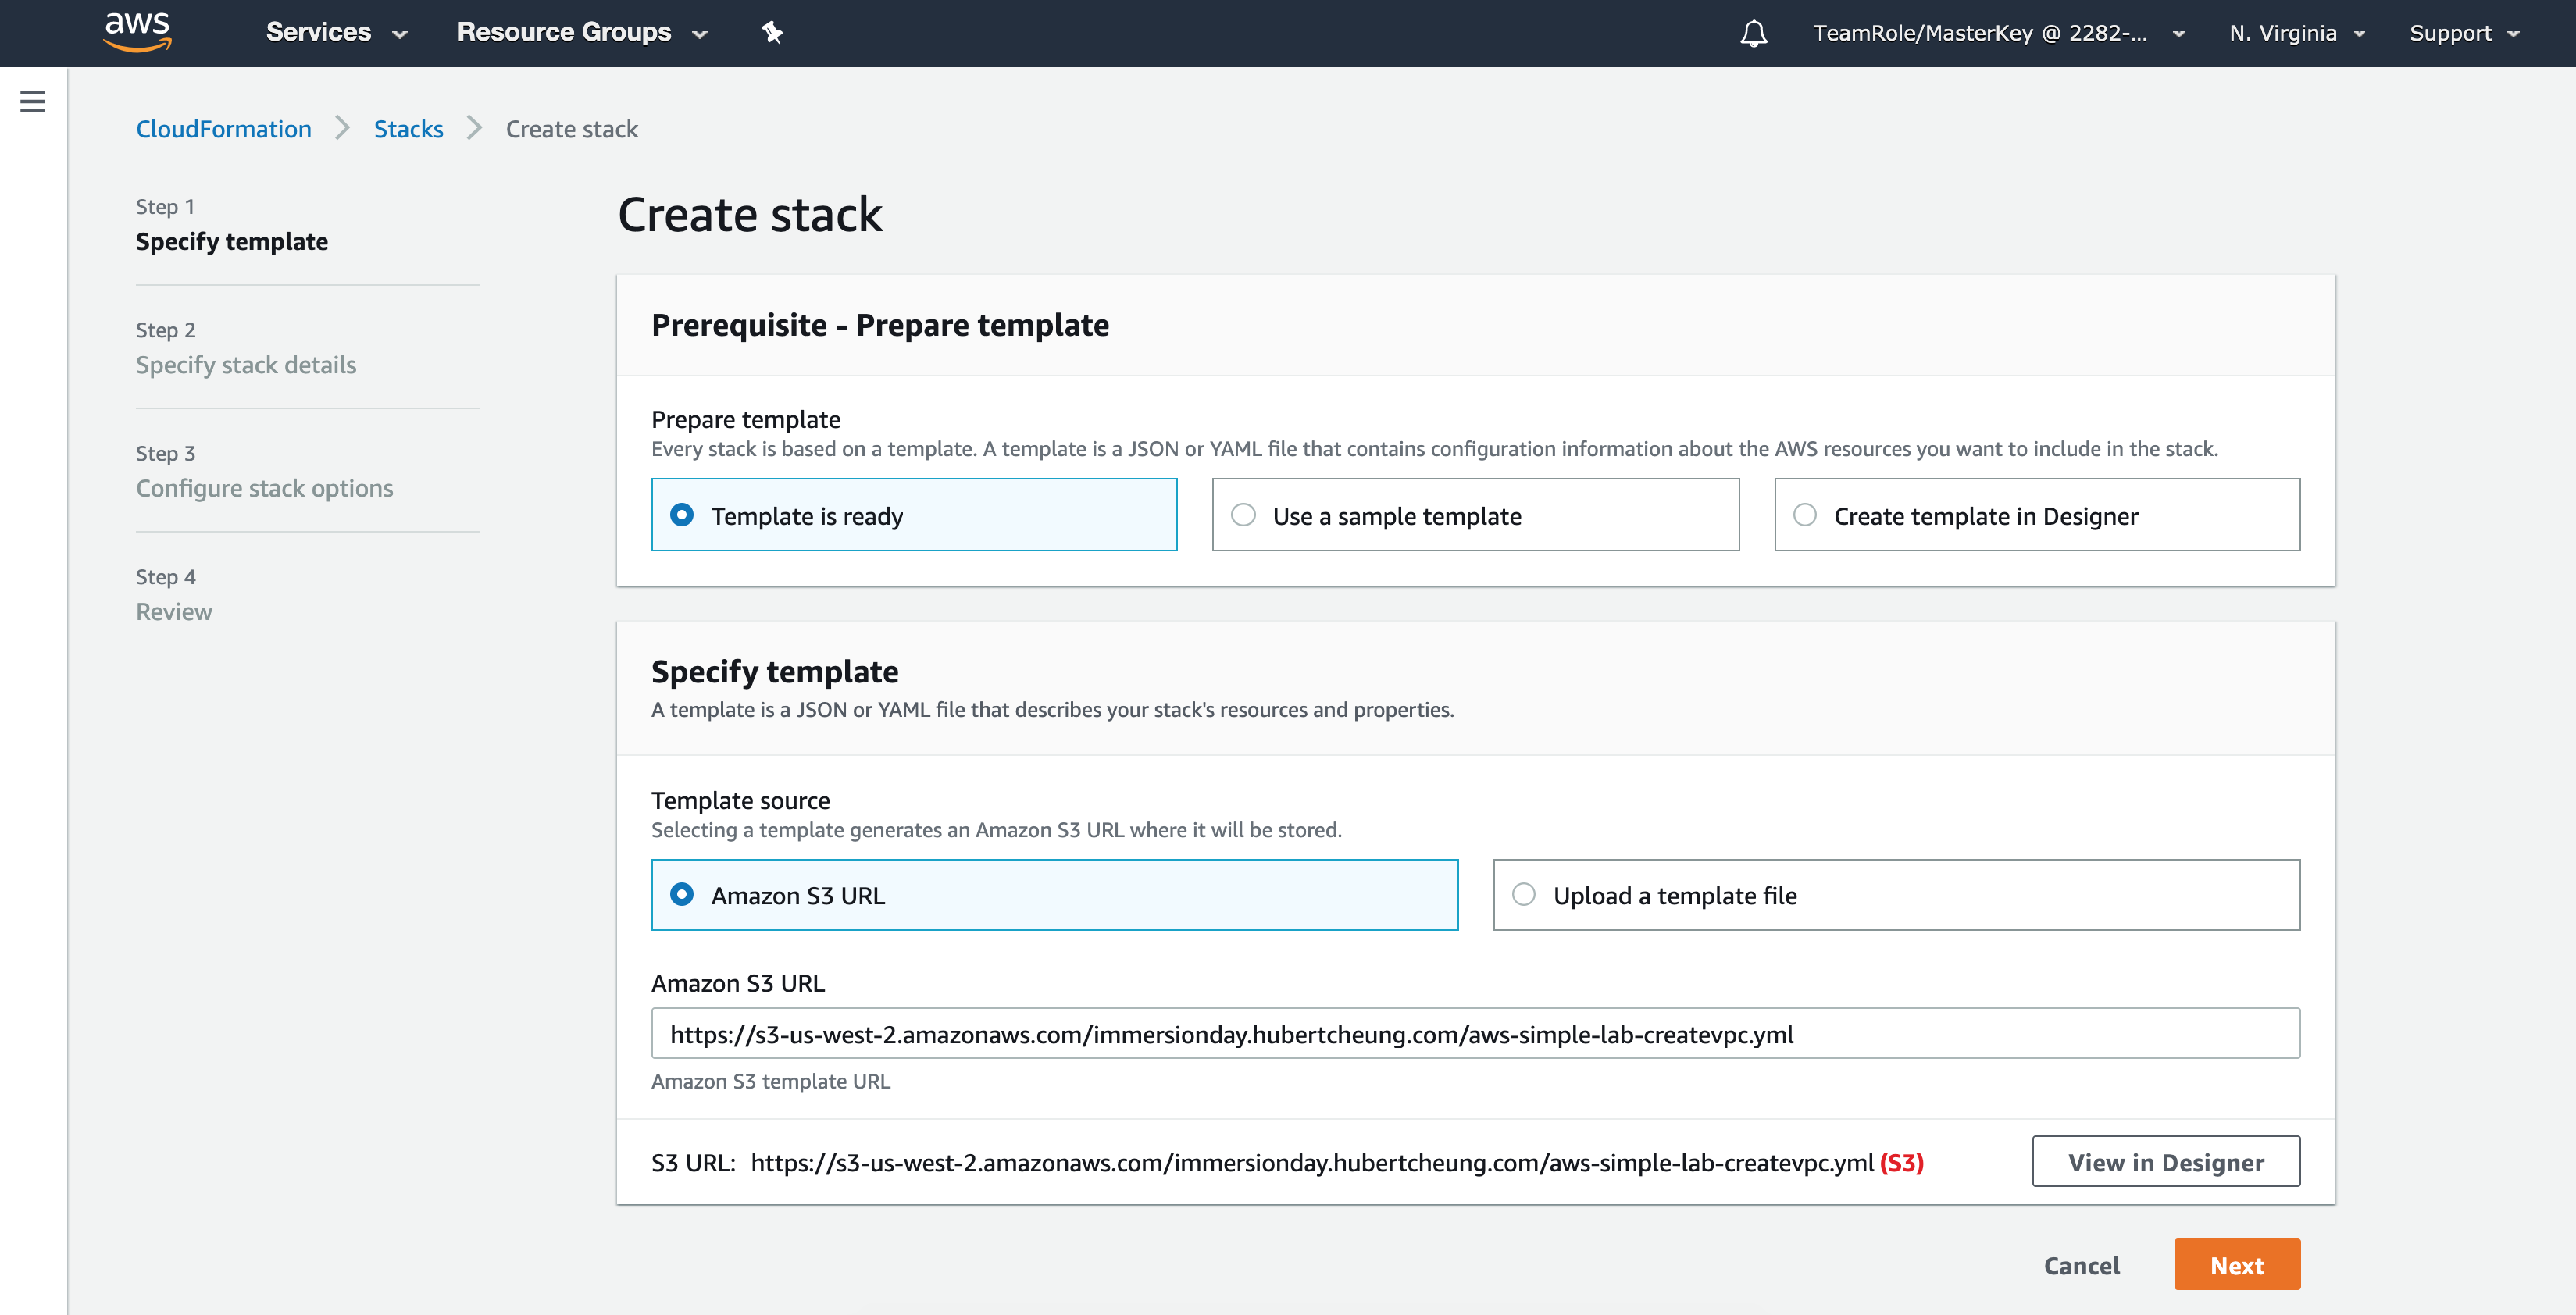 aws Services Resource Groups TeamRole/MasterKey @ 2282-... N. Virginia Support
CloudFormation Stacks Create stack
Step 1
Specify template
Step 2
Specify stack details
Step 3
Configure stack options
Step 4
Review
Create stack
Prerequisite - Prepare template
Prepare template
Every stack is based on a template. A template is a JSON or YAML file that contains configuration information about the AWS resources you want to include in the stack.
Template is ready Use a sample template Create template in Designer
Specify template
A template is a JSON or YAML file that describes your stack's resources and properties.
Template source
Selecting a template generates an Amazon S3 URL where it will be stored.
Amazon S3 URL Upload a template file
Amazon S3 URL
https://s3-us-west-2.amazonaws.com/immersionday.hubertcheung.com/aws-simple-lab-createvpc.yml
Amazon S3 template URL
S3 URL: https://s3-us-west-2.amazonaws.com/immersionday.hubertcheung.com/aws-simple-lab-createvpc.yml (S3) View in Designer
Cancel Next